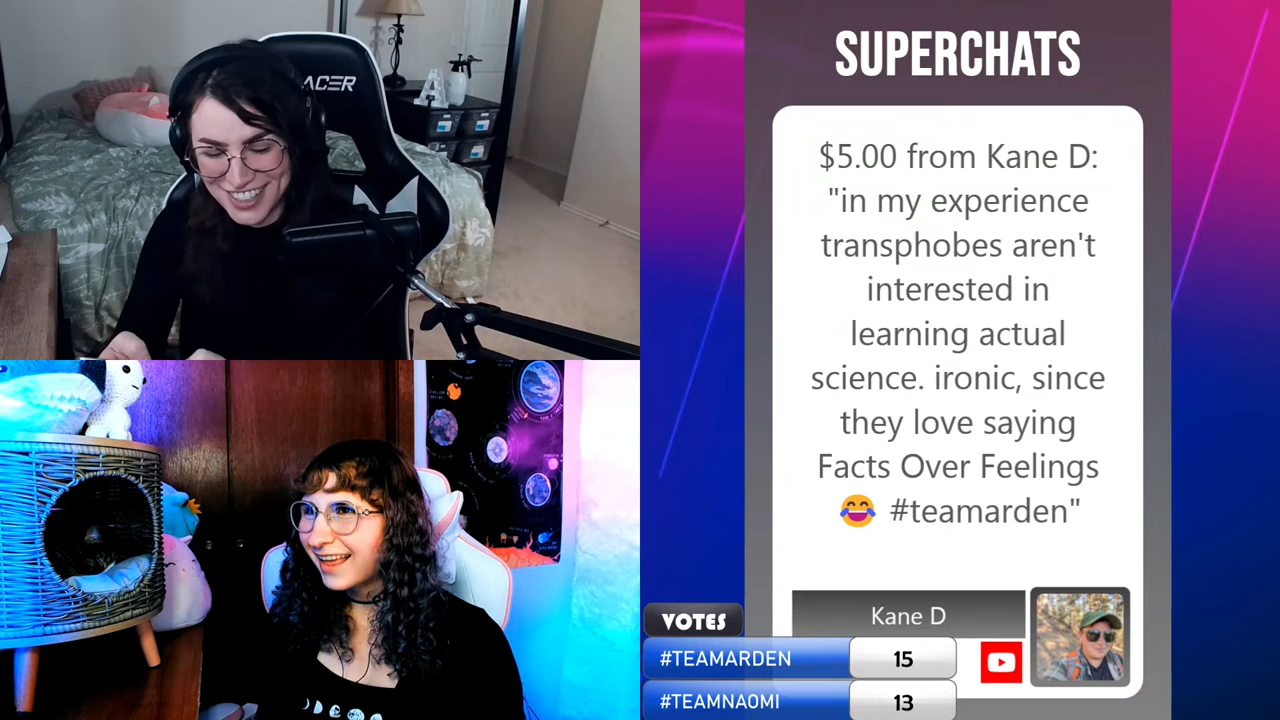 ACER
A
SUPERCHATS
$5.00 from Kane D:
"in my experience
transphobes aren't
interested in
learning actual
science. ironic, since
they love saying
Facts Over Feelings
😂 #teamarden"
Kane D
VOTES
#TEAMARDEN 15
#TEAMNAOMI 13